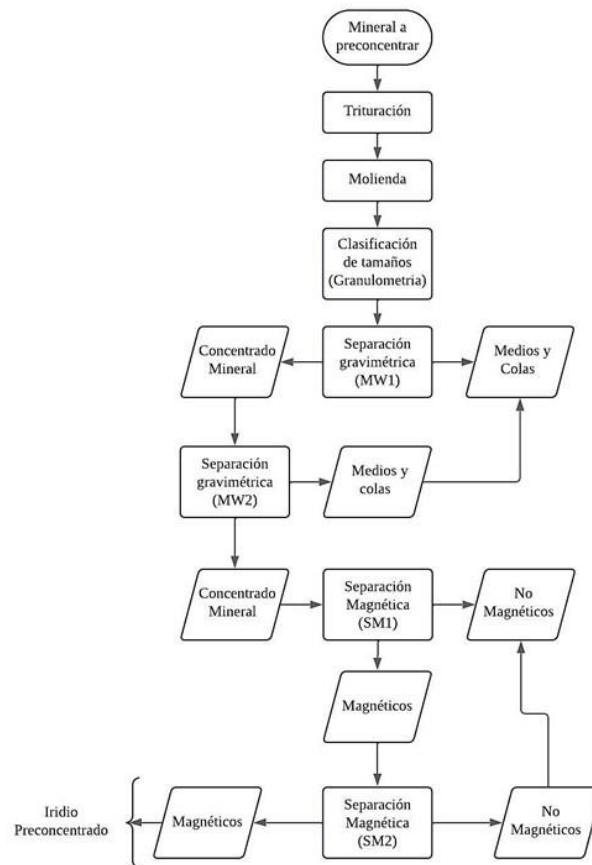 Mineral a
preconcentrar
Trituración
Molienda
Clasificación
de tamaños
(Granulometria)
Concentrado
Mineral
Separación
gravimétrica
(MW1)
Medios y
Colas
Separación
gravimétrica
(MW2)
Medios y
colas
Concentrado
Mineral
Separación
Magnética
(SM1)
No
Magnéticos
Magnéticos
Iridio
Preconcentrado
Magnéticos
Separación
Magnética
(SM2)
No
Magnéticos